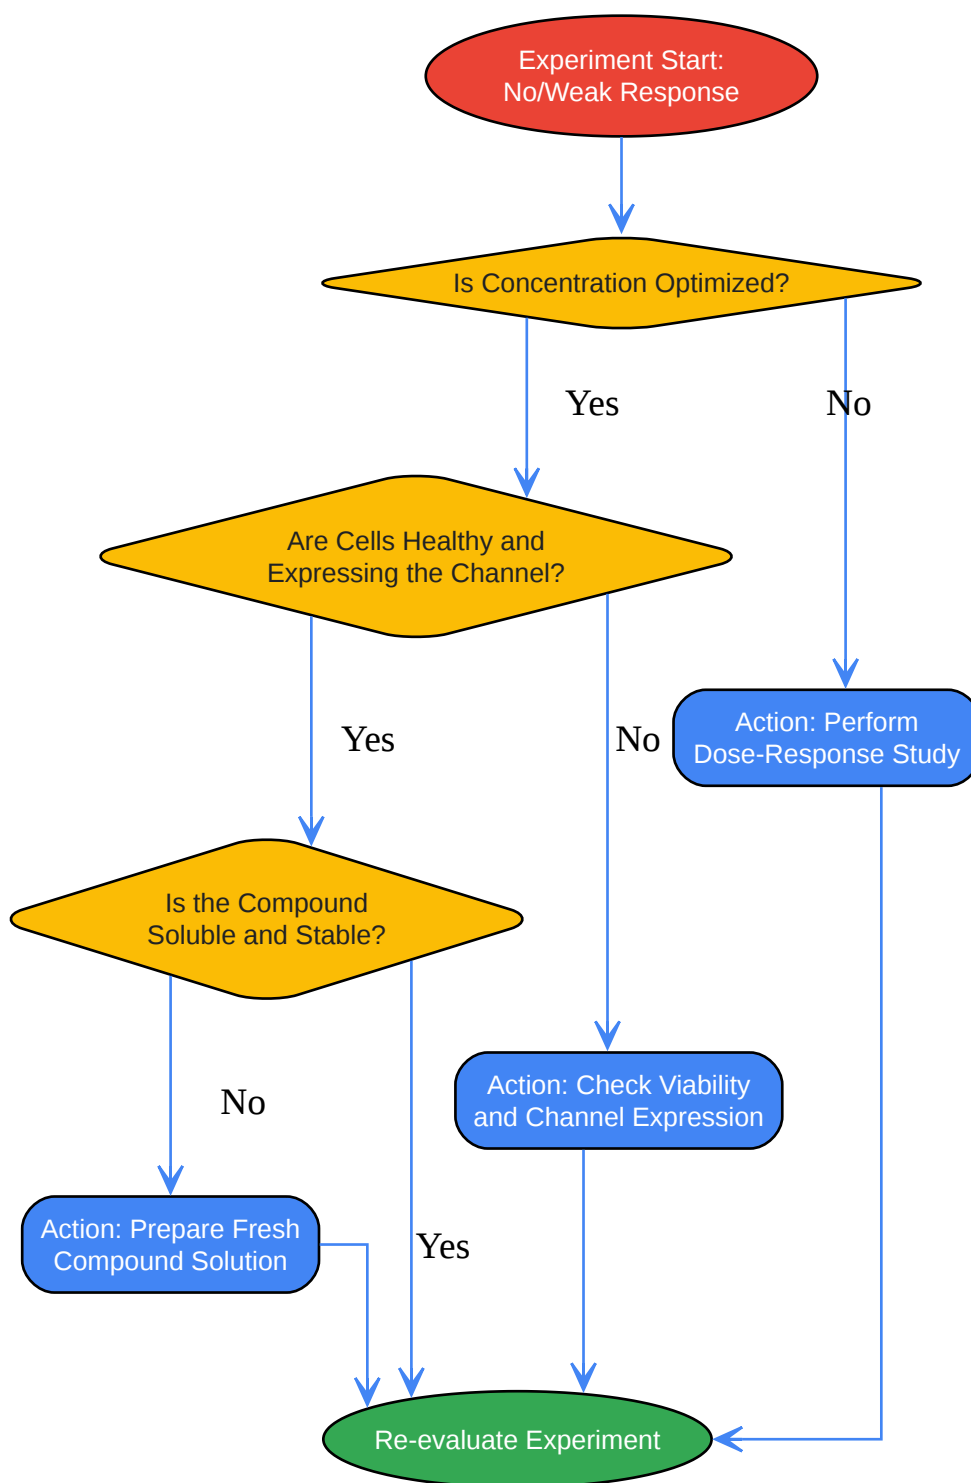 Experiment Start:
No/Weak Response
Is Concentration Optimized?
Yes
No
Are Cells Healthy and
Expressing the Channel?
Yes
No
Action: Perform
Dose-Response Study
Is the Compound
Soluble and Stable?
No
Action: Check Viability
and Channel Expression
Action: Prepare Fresh
Compound Solution
Yes
Re-evaluate Experiment